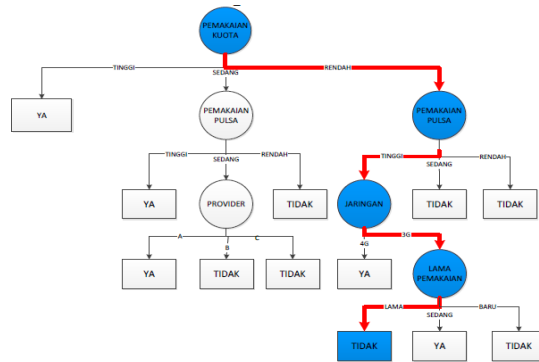 PEMAKAIAN
KUOTA
TINGGI
SEDANG
RENDAH
YA
PEMAKAIAN
PULSA
PEMAKAIAN
PULSA
TINGGI
SEDANG
RENDAH
TINGGI
SEDANG
RENDAH
YA
PROVIDER
TIDAK
JARINGAN
TIDAK
TIDAK
A
B
C
4G
3G
YA
TIDAK
TIDAK
YA
LAMA
PEMAKAIAN
LAMA
SEDANG
BARU
TIDAK
YA
TIDAK